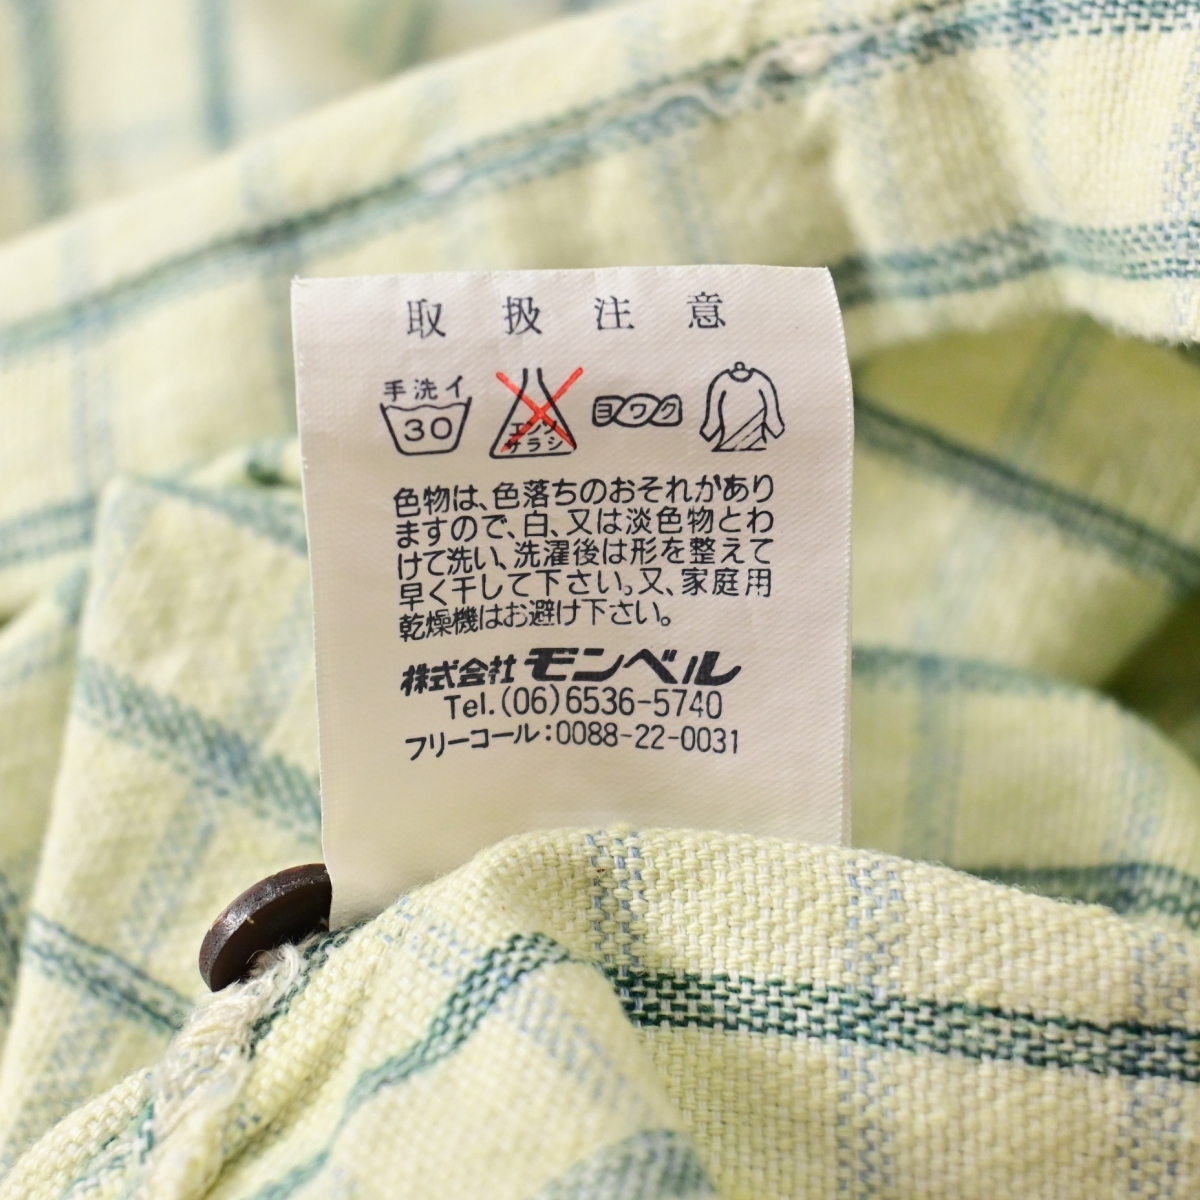 取扱注意
手洗イ
30
エンソ
サラシ
ヨワク
色物は、色落ちのおそれがあり
ますので、白、又は淡色物とわ
けて洗い、洗濯後は形を整えて
早く干して下さい。又、家庭用
乾燥機はお避け下さい。
株式会社モンベル
Tel.(06)6536-5740
フリーコール:0088-22-0031